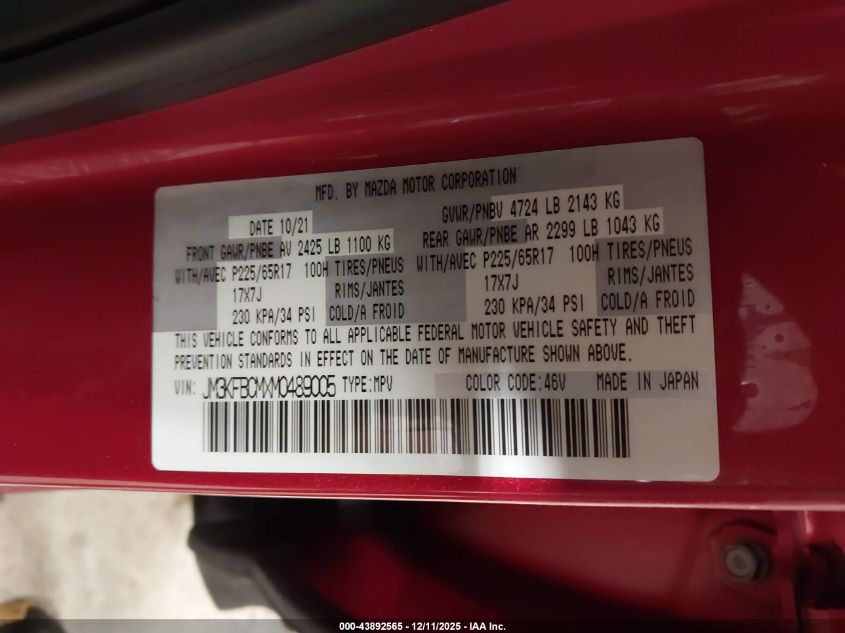 MFD. BY MAZDA MOTOR CORPORATION
DATE 10/21 GVWR/PNBV 4724 LB 2143 KG
FRONT GAWR/PNBE AV 2425 LB 1100 KG REAR GAWR/PNBE AR 2299 LB 1043 KG
WITH/AVEC P225/65R17 100H TIRES/PNEUS WITH/AVEC P225/65R17 100H TIRES/PNEUS
17X7J RIMS/JANTES 17X7J RIMS/JANTES
230 KPA/34 PSI COLD/A FROID 230 KPA/34 PSI COLD/A FROID
THIS VEHICLE CONFORMS TO ALL APPLICABLE FEDERAL MOTOR VEHICLE SAFETY AND THEFT
PREVENTION STANDARDS IN EFFECT ON THE DATE OF MANUFACTURE SHOWN ABOVE.
VIN: JM3KFBCMXM0489005 TYPE:MPV COLOR CODE:46V MADE IN JAPAN
000-43892565 - 12/11/2025 - IAA Inc.